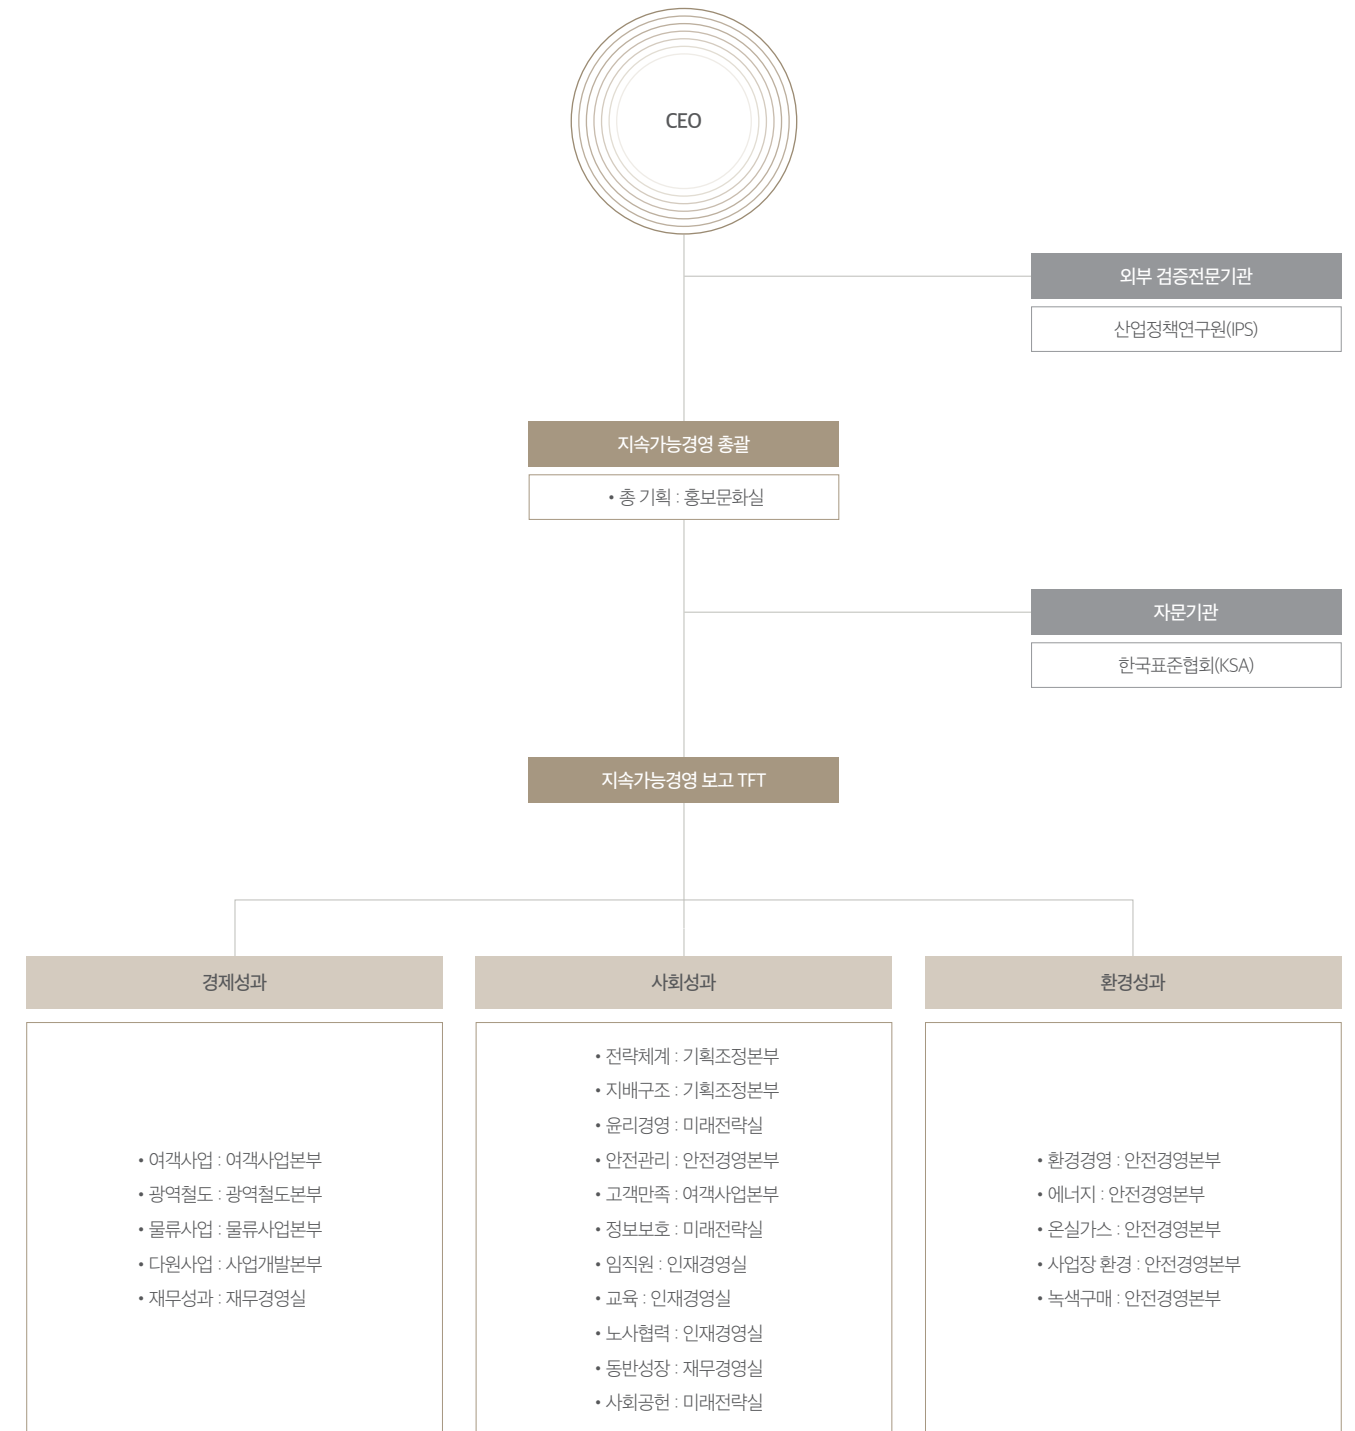 CEO
외부 검증전문기관
산업정책연구원(IPS)
지속가능경영 총괄
• 총 기획 : 홍보문화실
자문기관
한국표준협회(KSA)
지속가능경영 보고 TFT
경제성과
• 여객사업 : 여객사업본부
• 광역철도 : 광역철도본부
• 물류사업 : 물류사업본부
• 다원사업 : 사업개발본부
• 재무성과 : 재무경영실
사회성과
• 전략체계 : 기획조정본부
• 지배구조 : 기획조정본부
• 윤리경영 : 미래전략실
• 안전관리 : 안전경영본부
• 고객만족 : 여객사업본부
• 정보보호 : 미래전략실
• 임직원 : 인재경영실
• 교육 : 인재경영실
• 노사협력 : 인재경영실
• 동반성장 : 재무경영실
• 사회공헌 : 미래전략실
환경성과
• 환경경영 : 안전경영본부
• 에너지 : 안전경영본부
• 온실가스 : 안전경영본부
• 사업장 환경 : 안전경영본부
• 녹색구매 : 안전경영본부